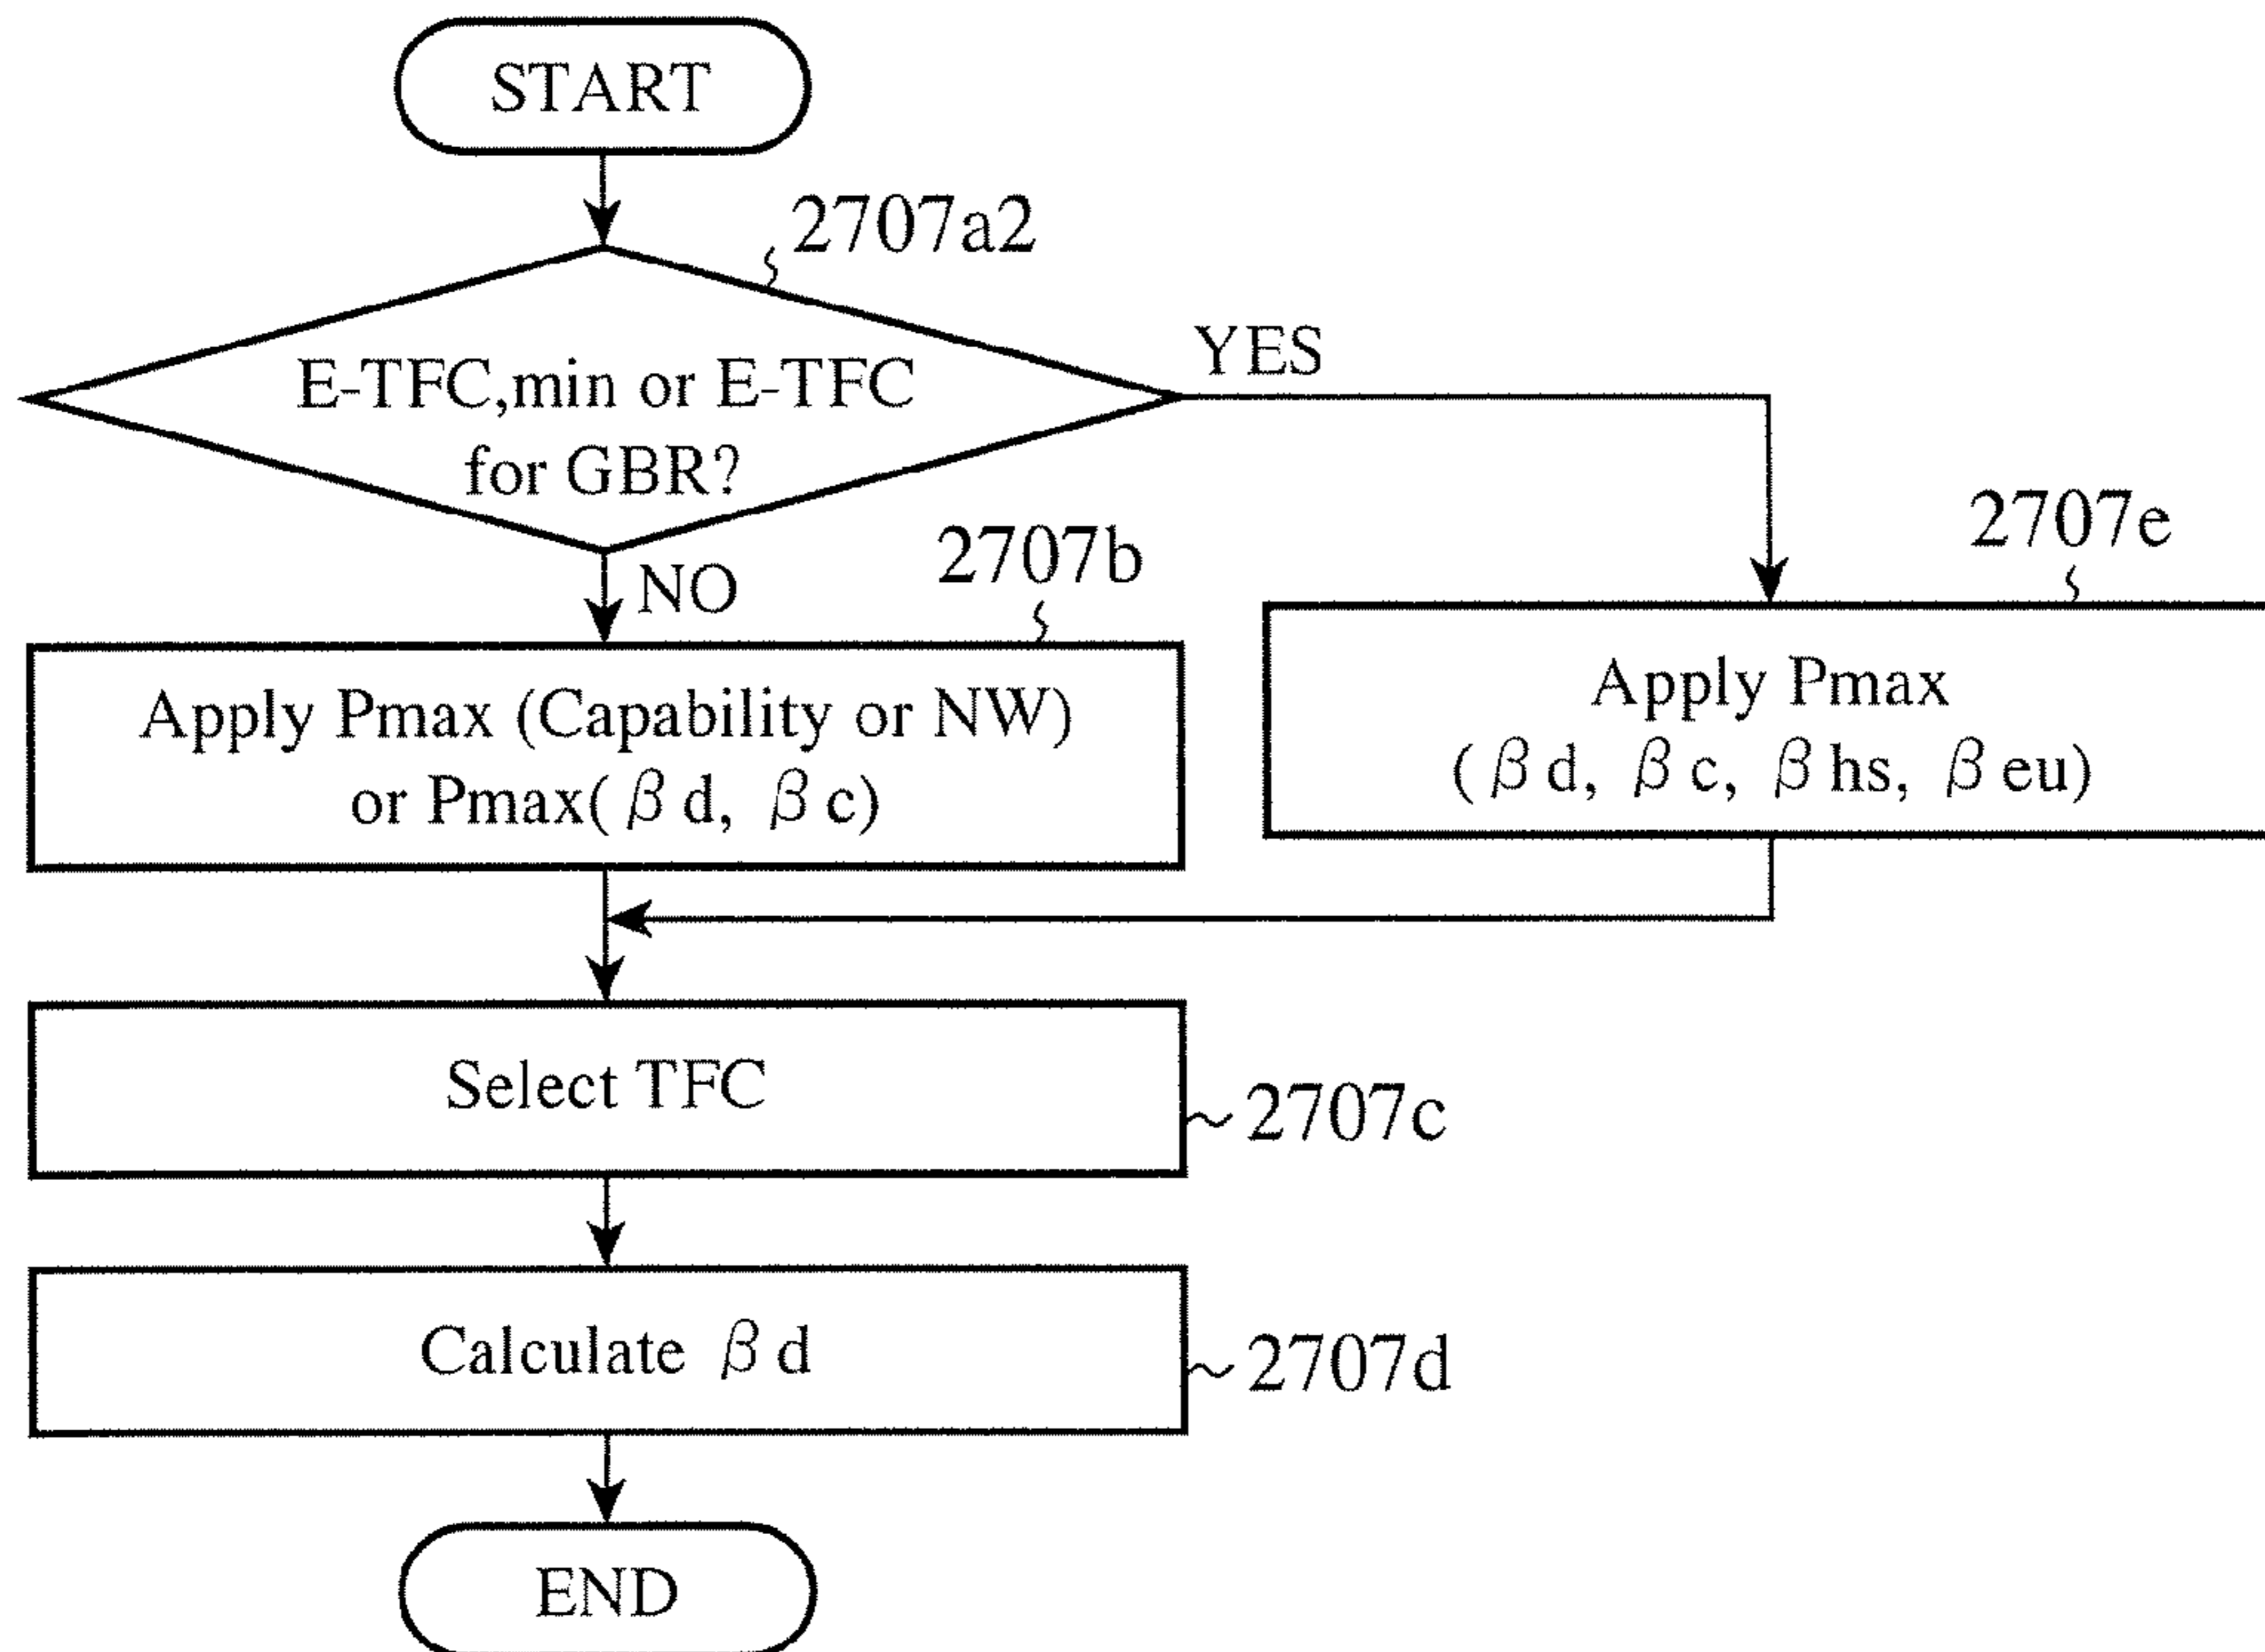 START
2707a2
E-TFC,min or E-TFC
for GBR?
YES
NO
2707b
2707e
Apply Pmax (Capability or NW)
or Pmax( β d, β c)
Apply Pmax
( β d, β c, β hs, β eu)
Select TFC
2707c
Calculate β d
2707d
END